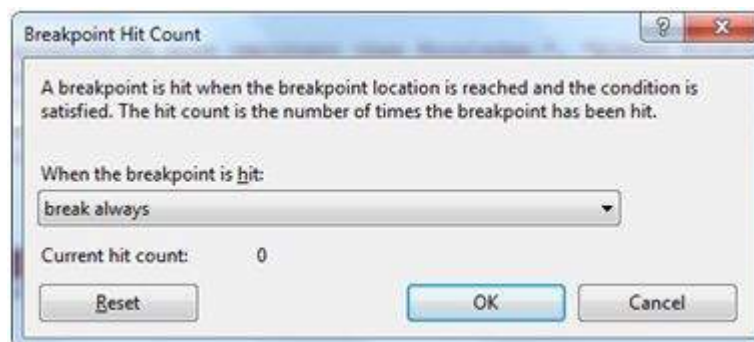 Breakpoint Hit Count
A breakpoint is hit when the breakpoint location is reached and the condition is
satisfied. The hit count is the number of times the breakpoint has been hit.
When the breakpoint is hit:
break always
Current hit count: 0
Reset OK Cancel